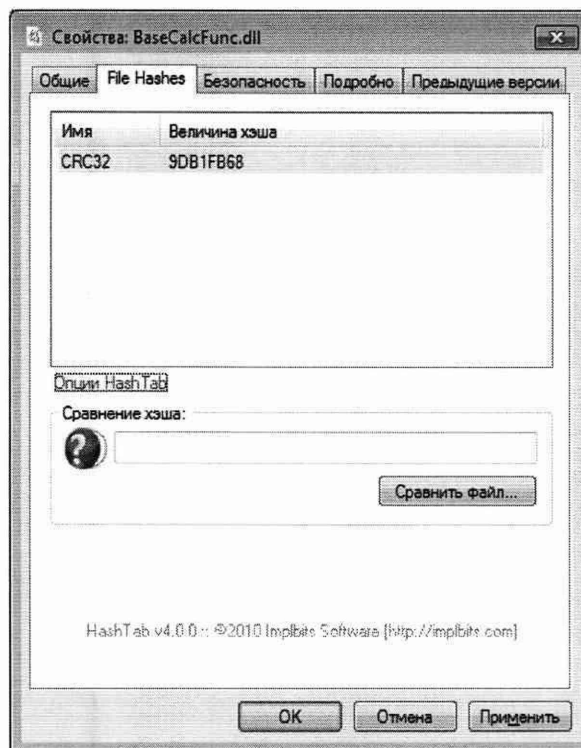 Свойства: BaseCalcFunc.dll
Общие File Hashes Безопасность Подробно Предыдущие версии
Имя Величина хэша
CRC32 9DB1FB68
Опции HashTab
Сравнение хэша:
?
Сравнить файл...
HashTab v4.0.0 :: ©2010 Implbits Software [http://implbits.com]
OK Отмена Применить